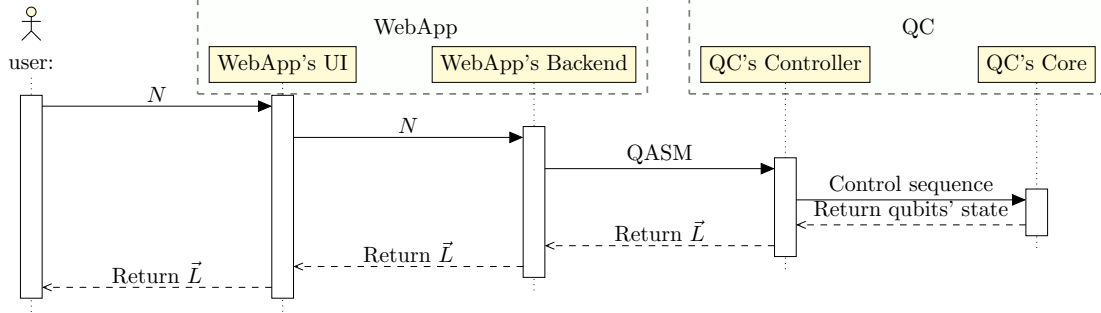 WebApp
QC
user:
WebApp's UI
WebApp's Backend
QC's Controller
QC's Core
N
N
QASM
Control sequence
Return qubits' state
Return L⃗
Return L⃗
Return L⃗